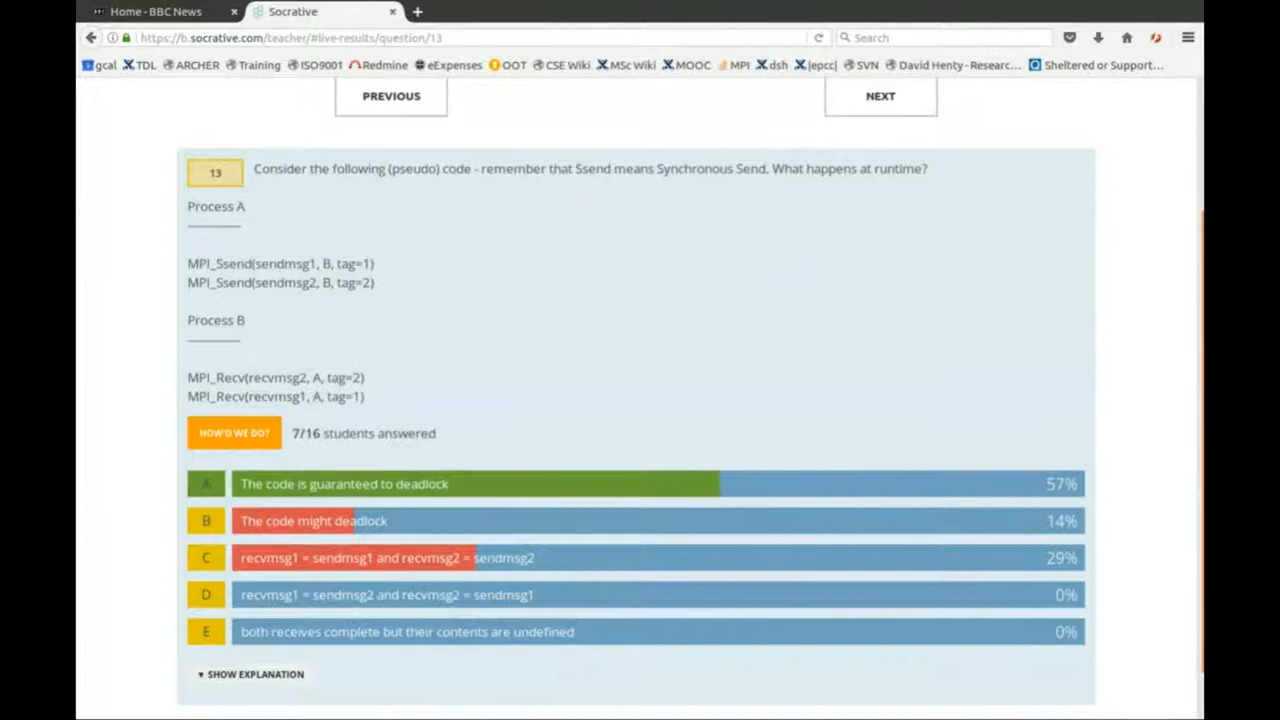 Home - BBC News × Socrative × +
https://b.socrative.com/teacher/#live-results/question/13 Search
gcal TDL ARCHER Training ISO9001 Redmine eExpenses OOT CSE Wiki MSc Wiki MOOC MPI dsh |epcc| SVN David Henty - Researc... Sheltered or Support...
PREVIOUS NEXT
13 Consider the following (pseudo) code - remember that Ssend means Synchronous Send. What happens at runtime?
Process A
MPI_Ssend(sendmsg1, B, tag=1)
MPI_Ssend(sendmsg2, B, tag=2)
Process B
MPI_Recv(recvmsg2, A, tag=2)
MPI_Recv(recvmsg1, A, tag=1)
HOW'D WE DO? 7/16 students answered
A The code is guaranteed to deadlock 57%
B The code might deadlock 14%
C recvmsg1 = sendmsg1 and recvmsg2 = sendmsg2 29%
D recvmsg1 = sendmsg2 and recvmsg2 = sendmsg1 0%
E both receives complete but their contents are undefined 0%
▼ SHOW EXPLANATION